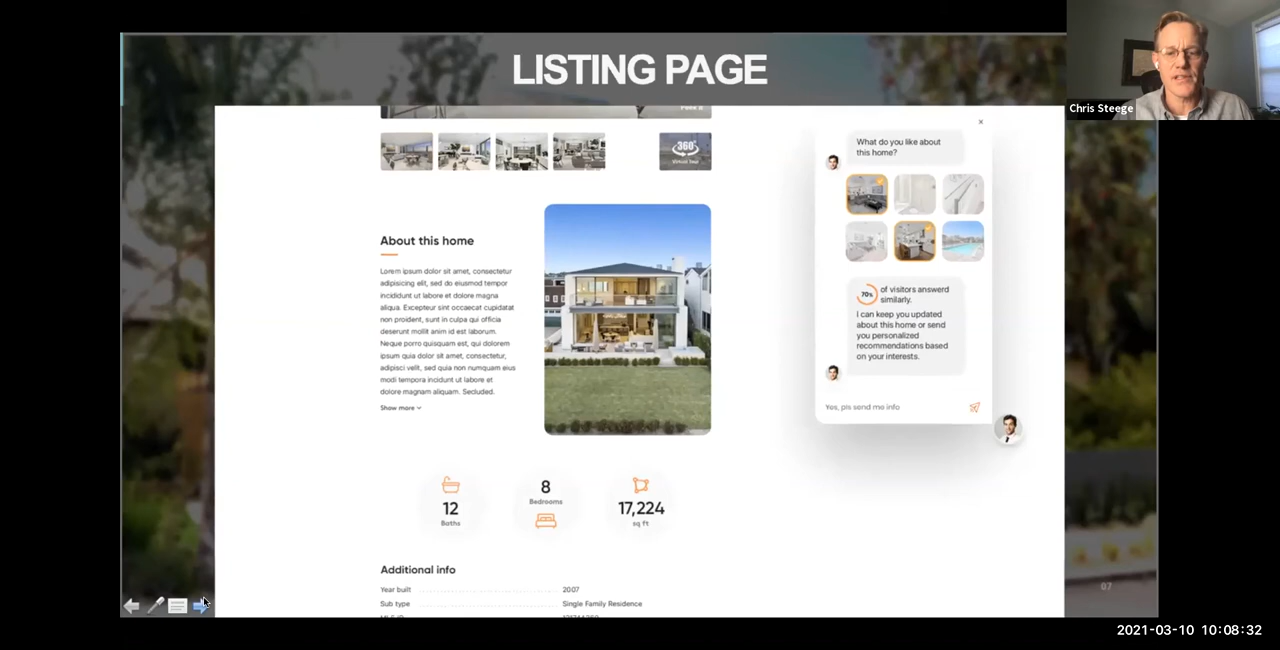 LISTING PAGE
Chris Steege
360°
Virtual Tour
What do you like about
this home?
About this home
Lorem ipsum dolor sit amet, consectetur
adipisicing elit, sed do eiusmod tempor
incididunt ut labore et dolore magna
aliqua. Excepteur sint occaecat cupidatat
non proident, sunt in culpa qui officia
deserunt mollit anim id est laborum.
Neque porro quisquam est, qui dolorem
ipsum quia dolor sit amet, consectetur,
adipisci velit, sed quia non numquam eius
modi tempora incidunt ut labore et
dolore magnam aliquam. Secluded.
Show more
70%
of visitors answerd
similarly.
I can keep you updated
about this home or send
you personalized
recommendations based
on your interests.
Yes, pls send me info
12
Baths
8
Bedrooms
17,224
sq ft
Additional info
Year built 2007
Sub type Single Family Residence
07
2021-03-10 10:08:32